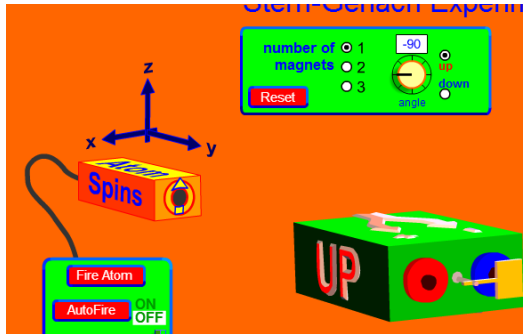 Stern-Gerlach Experim
number of
magnets
1
2
3
-90
up
down
angle
Reset
z
x
y
Atom
Spins
UP
Fire Atom
AutoFire
ON
OFF